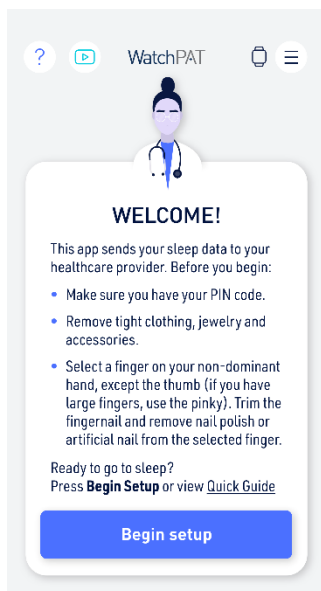 ?
WatchPAT
WELCOME!
This app sends your sleep data to your
healthcare provider. Before you begin:
• Make sure you have your PIN code.
• Remove tight clothing, jewelry and
accessories.
• Select a finger on your non-dominant
hand, except the thumb (if you have
large fingers, use the pinky). Trim the
fingernail and remove nail polish or
artificial nail from the selected finger.
Ready to go to sleep?
Press Begin Setup or view Quick Guide
Begin setup